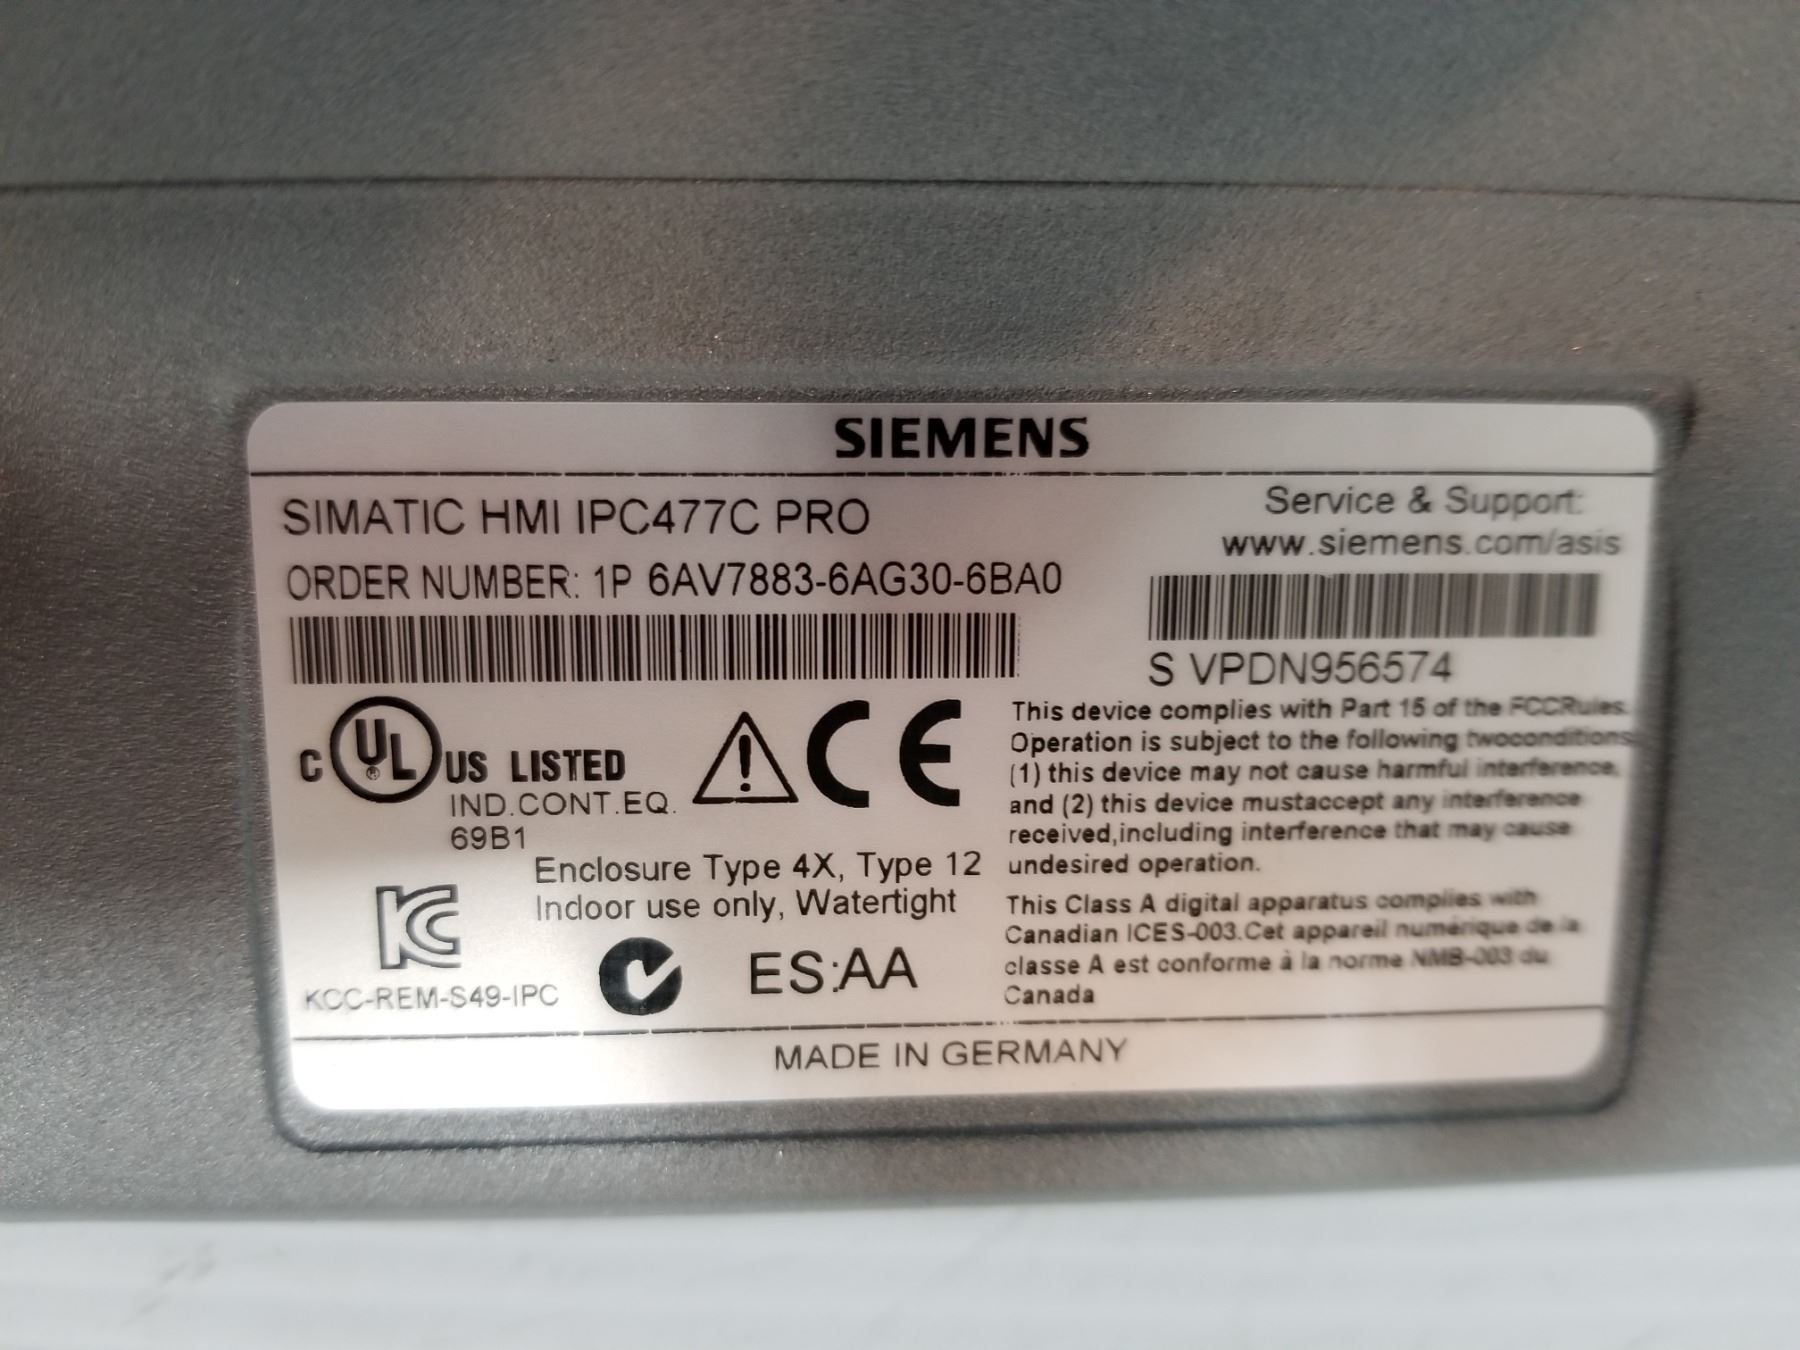 SIEMENS
SIMATIC HMI IPC477C PRO
ORDER NUMBER: 1P 6AV7883-6AG30-6BA0
Service & Support:
www.siemens.com/asis
S VPDN956574
C UL® US LISTED
IND.CONT.EQ.
69B1
CE
Enclosure Type 4X, Type 12
Indoor use only, Watertight
KC
KCC-REM-S49-IPC
ES:AA
This device complies with Part 15 of the FCCRules.
Operation is subject to the following twoconditions
(1) this device may not cause harmful interference,
and (2) this device mustaccept any interference
received,including interference that may cause
undesired operation.
This Class A digital apparatus complies with
Canadian ICES-003.Cet appareil numérique de la
classe A est conforme à la norme NMB-003 du
Canada
MADE IN GERMANY